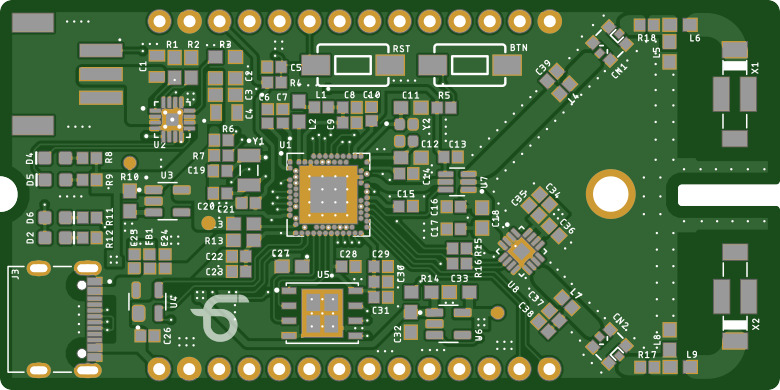 R1 R2 R3
RST
BTN
R18
L5
L6
C1
C2
C5
R4
C39
CN1
J4
X1
C3
C6 C7
L1
C8 C10
C11
R5
C4
L2
C9
Y2
U2
R6
Y1
U1
C12 C13
D4
R8
R7
C19
C14
D5
R9
R10
U3
U7
C20
C21
C15
C16
C18
C35
C34
D6
R11
L3
C17
C36
D2
R12
C23
FB1
C24
R13
C22
C23
C27
C28
C29
C30
R15
R16
U8
J3
U5
R14
C33
C37
L7
U4
C31
C38
CN2
X2
C26
C32
U6
L8
R17
L9